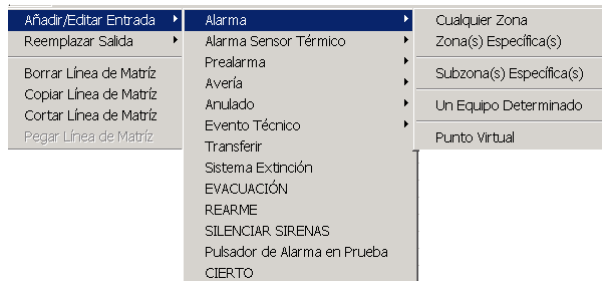 Añadir/Editar Entrada
Reemplazar Salida
Borrar Línea de Matríz
Copiar Línea de Matríz
Cortar Línea de Matríz
Pegar Línea de Matríz
Alarma
Alarma Sensor Térmico
Prealarma
Avería
Anulado
Evento Técnico
Transferir
Sistema Extinción
EVACUACIÓN
REARME
SILENCIAR SIRENAS
Pulsador de Alarma en Prueba
CIERTO
Cualquier Zona
Zona(s) Específica(s)
Subzona(s) Específica(s)
Un Equipo Determinado
Punto Virtual